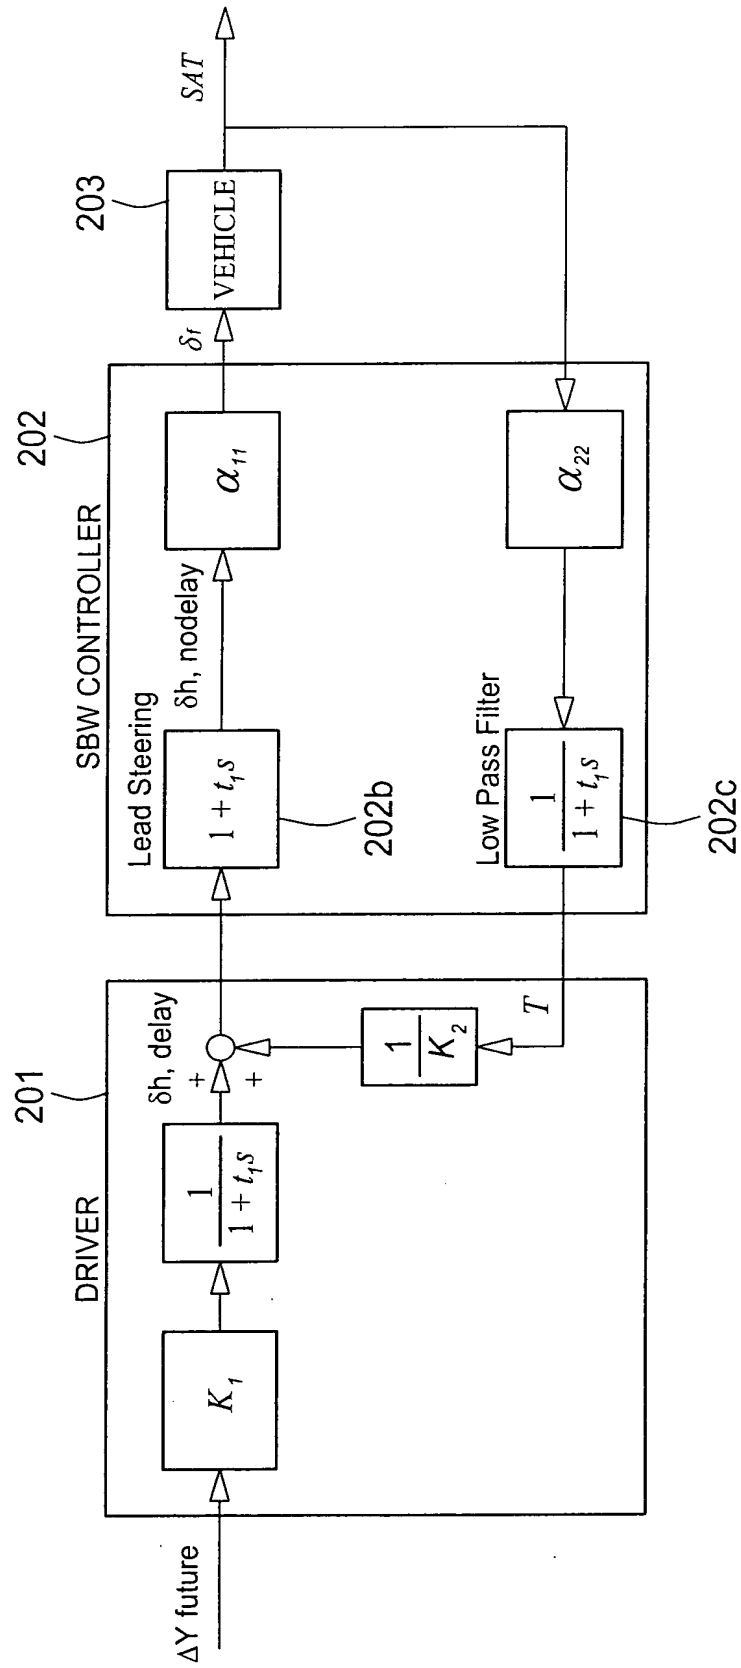 201
202
203
DRIVER
SBW CONTROLLER
ΔY future
K₁
1
1 + t₁s
δh, delay
+
+
Lead Steering
1 + t₁s
202b
δh, nodelay
α₁₁
δf
VEHICLE
SAT
1
K₂
T
Low Pass Filter
1
1 + t₁s
202c
α₂₂